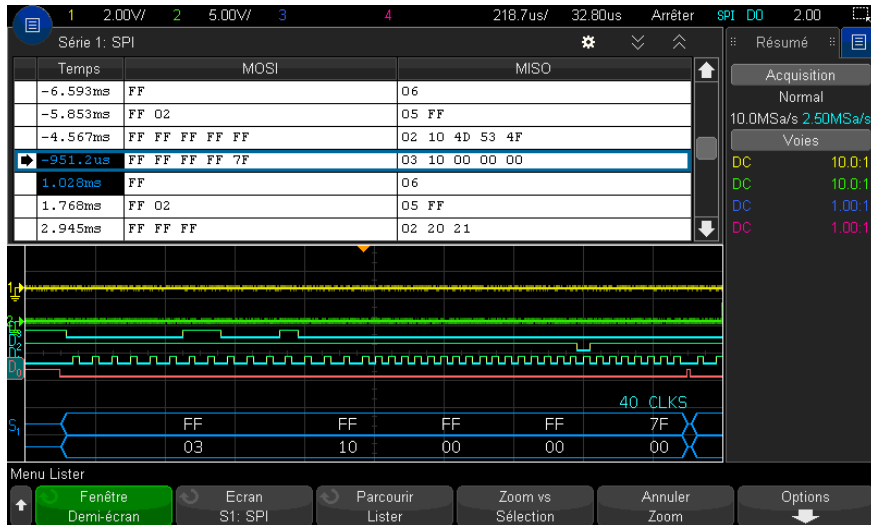 1 2.00V/ 2 5.00V/ 3 4 218.7us/ 32.80us Arrêter SPI D0 2.00
Série 1: SPI
Résumé
Temps MOSI MISO
Acquisition
-6.593ms FF 06
Normal
-5.853ms FF 02 05 FF
10.0MSa/s 2.50MSa/s
-4.567ms FF FF FF FF FF 02 10 4D 53 4F
Voies
-951.2us FF FF FF FF 7F 03 10 00 00 00
DC 10.0:1
1.028ms FF 06
DC 10.0:1
1.768ms FF 02 05 FF
DC 1.00:1
2.945ms FF FF FF 02 20 21
DC 1.00:1
1
2
D2
D0
40 CLKS
S1 FF FF FF FF 7F
03 10 00 00 00
Menu Lister
Fenêtre Ecran Parcourir Zoom vs Annuler Options
Demi-écran S1: SPI Lister Sélection Zoom